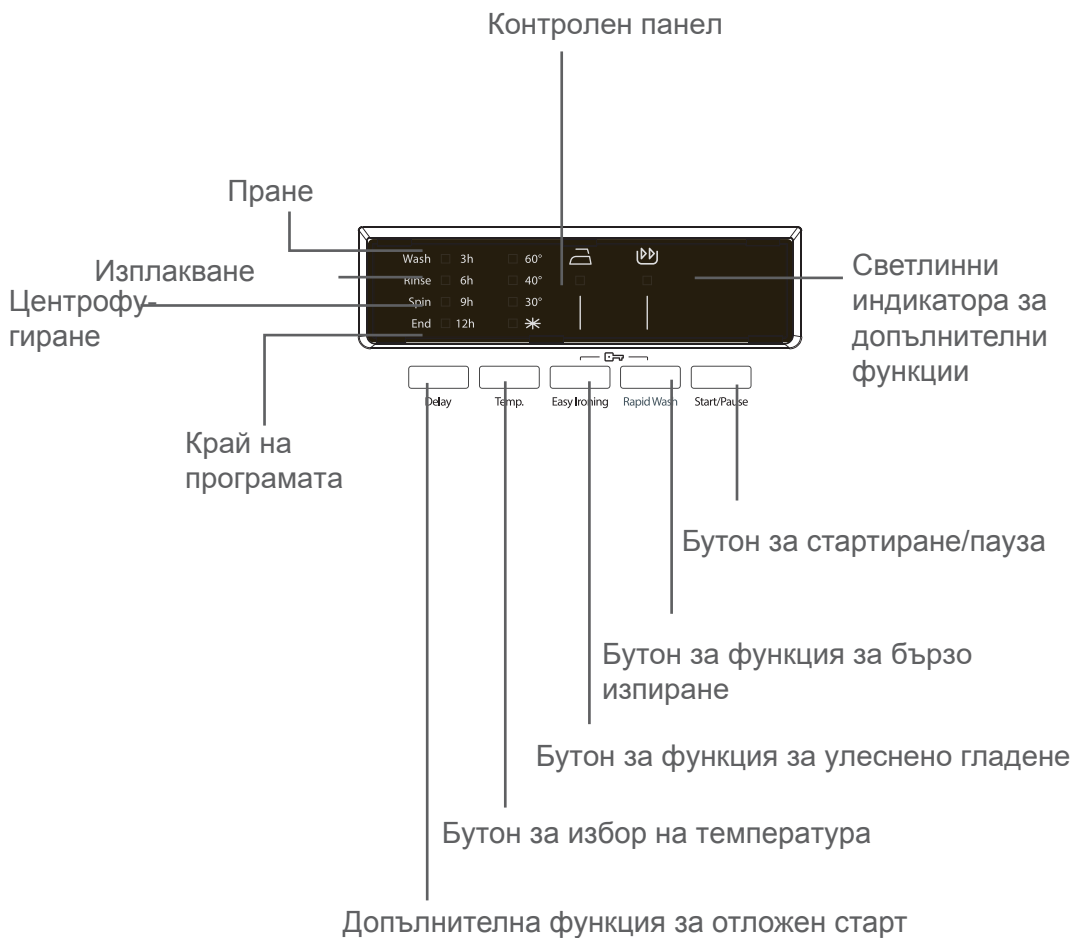 Контролен панел
Пране
Изплакване
Центрофу-
гиране
Wash 3h 60°
Rinse 6h 40°
Spin 9h 30°
End 12h
Светлинни
индикатора за
допълнителни
функции
Delay Temp. Easy Ironing Rapid Wash Start/Pause
Край на
програмата
Бутон за стартиране/пауза
Бутон за функция за бързо
изпиране
Бутон за функция за улеснено гладене
Бутон за избор на температура
Допълнителна функция за отложен старт